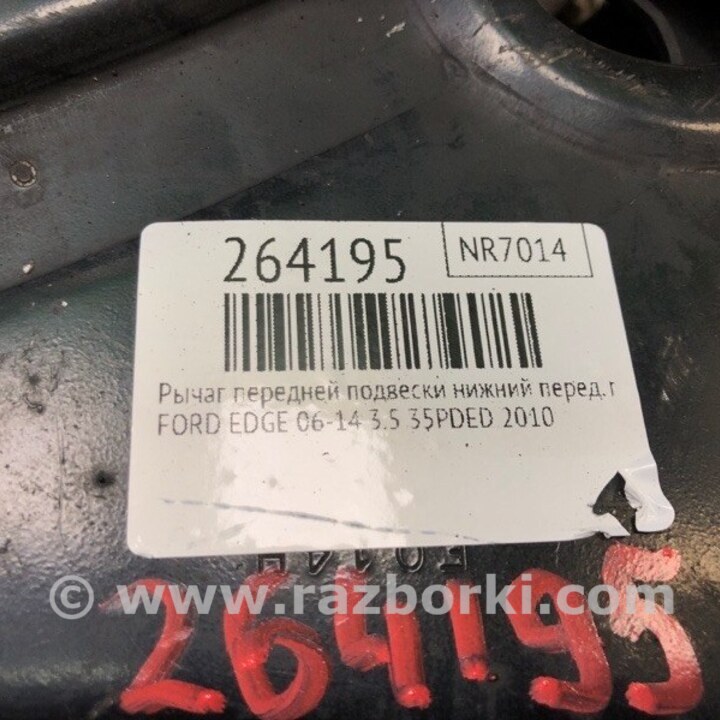 264195
NR7014
Рычаг передней подвески нижний перед. г
FORD EDGE 06-14 3.5 35PDED 2010
© www.razborki.com
264195